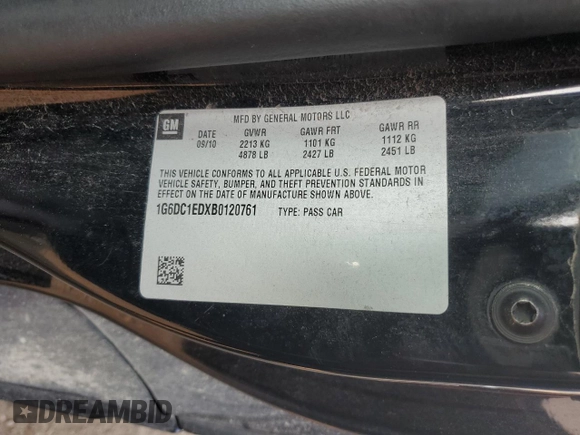 GM
MFD BY GENERAL MOTORS LLC
DATE GVWR GAWR FRT GAWR RR
09/10 2213 KG 1101 KG 1112 KG
4878 LB 2427 LB 2451 LB
THIS VEHICLE CONFORMS TO ALL APPLICABLE U.S. FEDERAL MOTOR
VEHICLE SAFETY, BUMPER, AND THEFT PREVENTION STANDARDS IN
EFFECT ON THE DATE OF MANUFACTURE SHOWN ABOVE.
1G6DC1EDXB0120761 TYPE: PASS CAR
DREAMBID